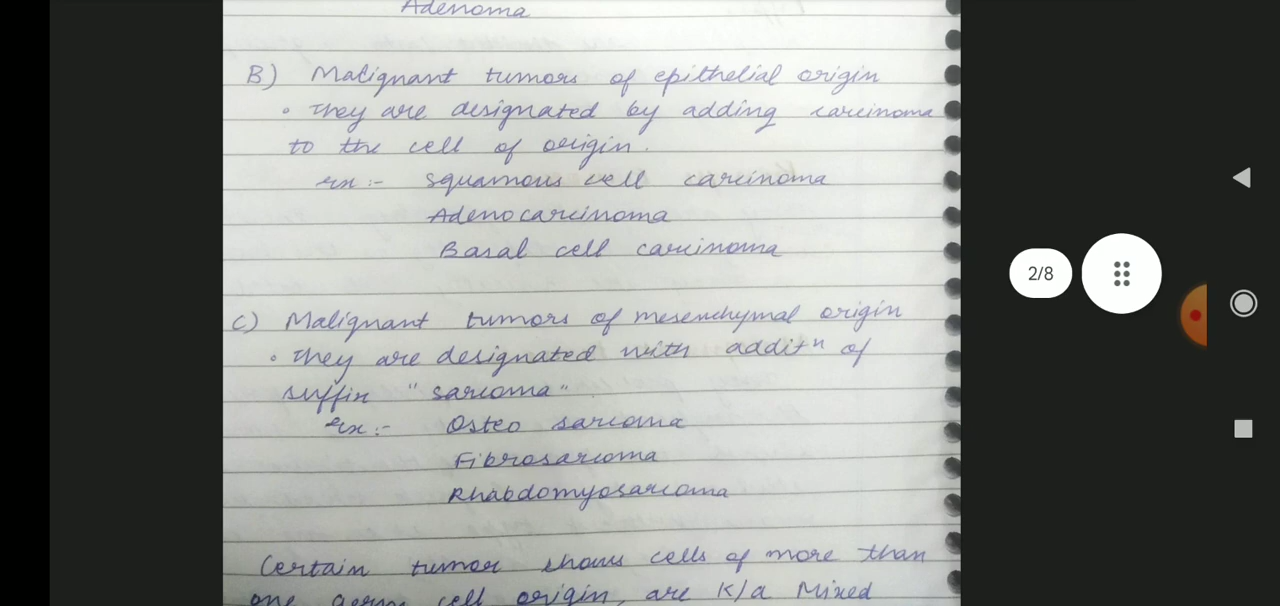 Adenoma
B) Malignant tumors of epithelial origin
• They are designated by adding carcinoma
to the cell of origin.
ex :- Squamous cell carcinoma
Adenocarcinoma
Basal cell carcinoma
C) Malignant tumors of mesenchymal origin
• They are designated with additⁿ of
suffix "sarcoma"
Ex :- Osteo sarcoma
Fibrosarcoma
Rhabdomyosarcoma
Certain tumor shows cells of more than
one germ cell origin, are k/a Mixed
2/8